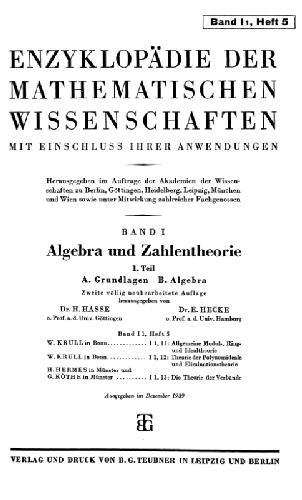 Band I1, Heft 5
ENZYKLOPÄDIE DER
MATHEMATISCHEN
WISSENSCHAFTEN
MIT EINSCHLUSS IHRER ANWENDUNGEN
Herausgegeben im Auftrage der Akademien der Wissen-
schaften zu Berlin, Göttingen, Heidelberg, Leipzig, München
und Wien sowie unter Mitwirkung zahlreicher Fachgenossen
BAND I
Algebra und Zahlentheorie
1. Teil
A. Grundlagen B. Algebra
Zweite völlig neubearbeitete Auflage
herausgegeben von
Dr. H. HASSE Dr. E. HECKE
o. Prof. a. d. Univ. Göttingen o. Prof. a. d. Univ. Hamburg
Band I1, Heft 5
W. KRULL in Bonn I 1, 11: Allgemeine Modul-, Ring-
und Idealtheorie
W. KRULL in Bonn I 1, 12: Theorie der Polynomideale
und Eliminationstheorie
H. HERMES in Münster und
G. KÖTHE in Münster I 1, 13: Die Theorie der Verbände
Ausgegeben im Dezember 1939
BGT
VERLAG UND DRUCK VON B. G. TEUBNER IN LEIPZIG UND BERLIN